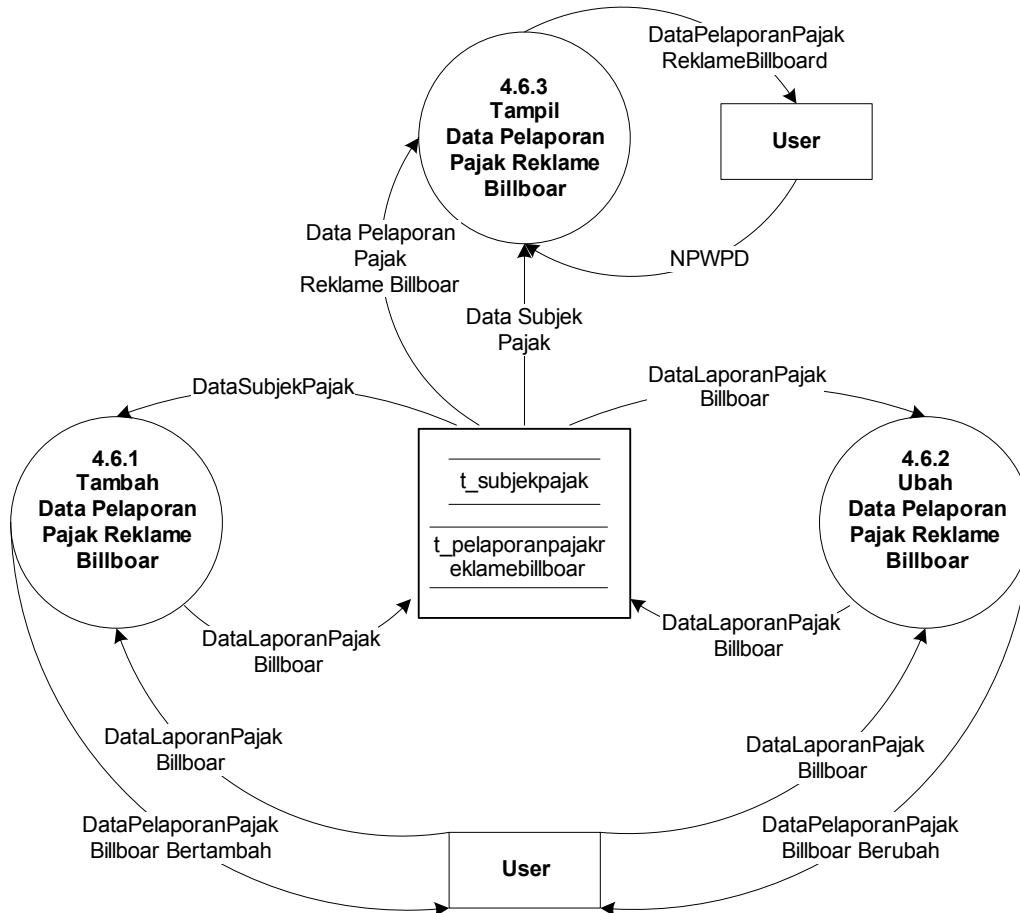 DataPelaporanPajak
ReklameBillboard
4.6.3
Tampil
Data Pelaporan
Pajak Reklame
Billboar
User
Data Pelaporan
Pajak
Reklame Billboar
NPWPD
Data Subjek
Pajak
DataSubjekPajak
DataLaporanPajak
Billboar
4.6.1
Tambah
Data Pelaporan
Pajak Reklame
Billboar
t_subjekpajak
t_pelaporanpajakr
eklamebillboar
4.6.2
Ubah
Data Pelaporan
Pajak Reklame
Billboar
DataLaporanPajak
Billboar
DataLaporanPajak
Billboar
DataLaporanPajak
Billboar
DataLaporanPajak
Billboar
DataPelaporanPajak
Billboar Bertambah
User
DataPelaporanPajak
Billboar Berubah